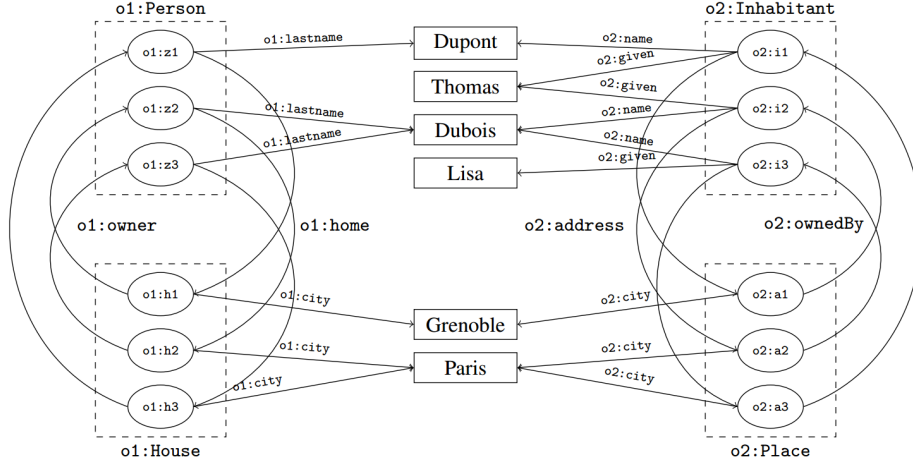 o1:Person
o2:Inhabitant
o1:z1
o1:lastname
Dupont
o2:name
o2:i1
o2:given
Thomas
o2:given
o1:z2
o1:lastname
o2:name
o2:i2
o1:lastname
Dubois
o2:name
o1:z3
o2:given
o2:i3
Lisa
o1:owner
o1:home
o2:address
o2:ownedBy
o1:h1
o1:city
o2:city
o2:a1
Grenoble
o1:h2
o1:city
o2:city
o2:a2
Paris
o1:city
o2:city
o1:h3
o2:a3
o1:House
o2:Place